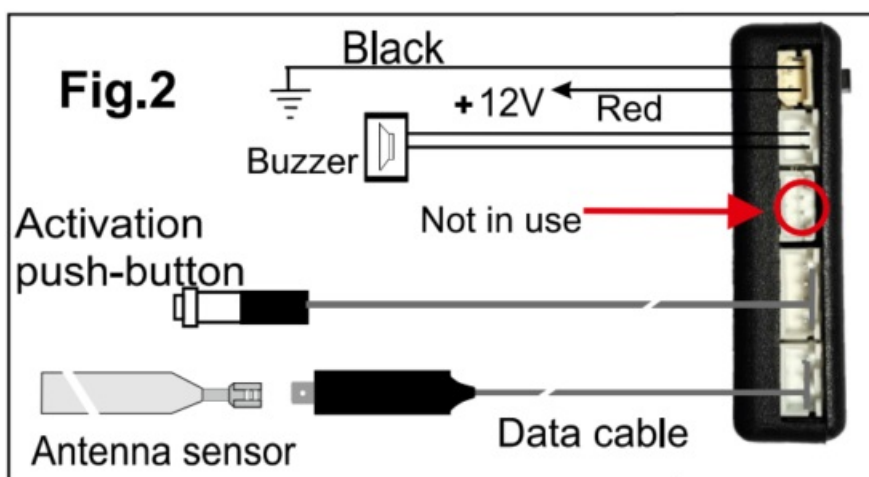 Black
Fig.2
+12V
Red
Buzzer
Not in use
Activation
push-button
Data cable
Antenna sensor